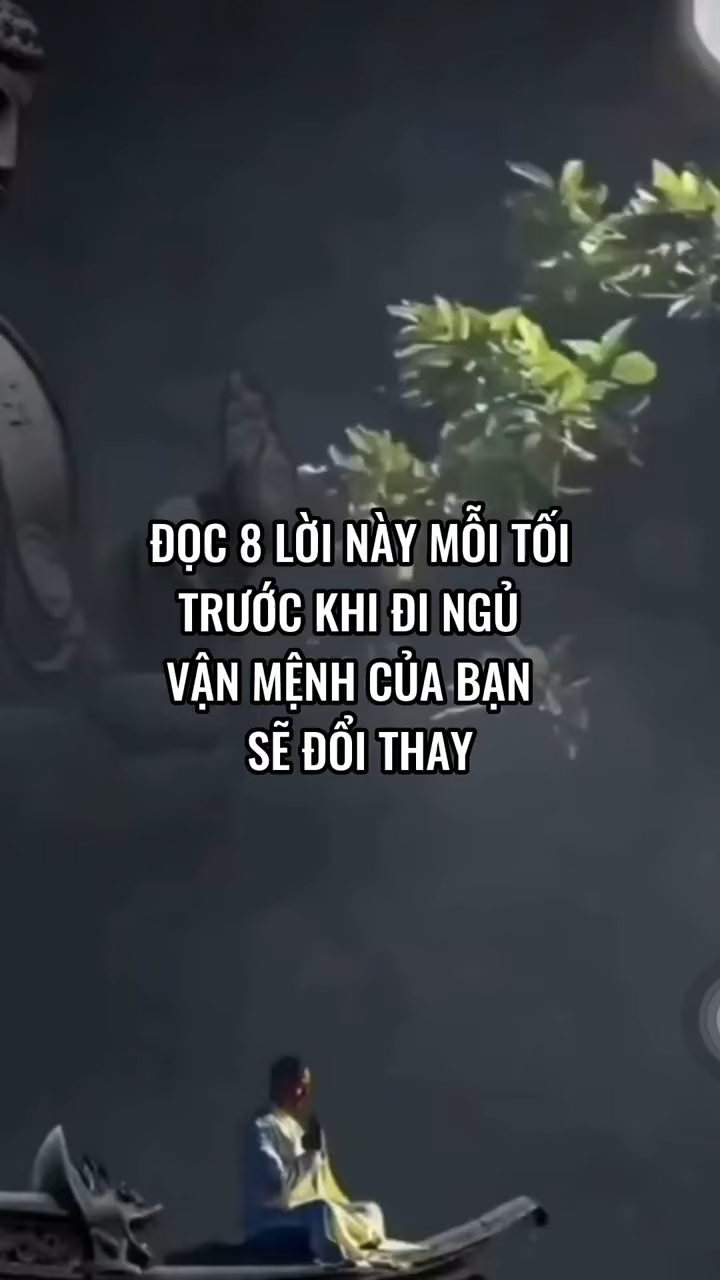 ĐỌC 8 LỜI NÀY MỖI TỐI
TRƯỚC KHI ĐI NGỦ
VẬN MỆNH CỦA BẠN
SẼ ĐỔI THAY